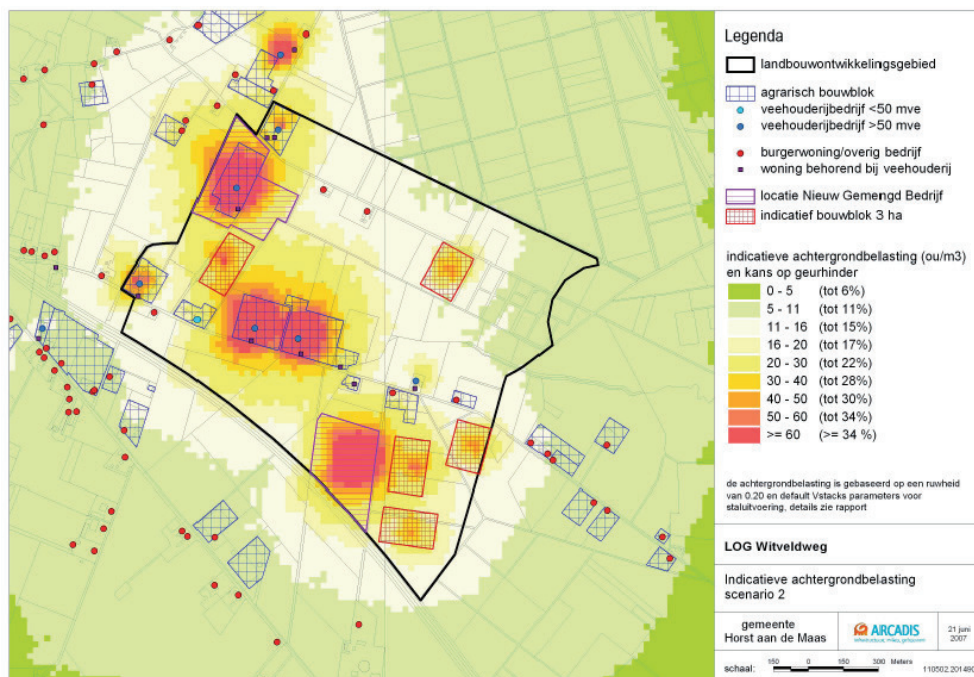 Legenda
landbouwontwikkelingsgebied
agrarisch bouwblok
veehouderijbedrijf <50 mve
veehouderijbedrijf >50 mve
burgerwoning/overig bedrijf
woning behorend bij veehouderij
locatie Nieuw Gemengd Bedrijf
indicatief bouwblok 3 ha
indicatieve achtergrondbelasting (ou/m3)
en kans op geurhinder
0 - 5 (tot 6%)
5 - 11 (tot 11%)
11 - 16 (tot 15%)
16 - 20 (tot 17%)
20 - 30 (tot 22%)
30 - 40 (tot 28%)
40 - 50 (tot 30%)
50 - 60 (tot 34%)
>= 60 (>= 34 %)
de achtergrondbelasting is gebaseerd op een ruwheid
van 0.20 en default Vstacks parameters voor
staluitvoering, details zie rapport
LOG Witveldweg
Indicatieve achtergrondbelasting
scenario 2
gemeente
Horst aan de Maas
ARCADIS
Infrastructuur, milieu, gebouwen
21 juni
2007
schaal: 150 0 150 300 Meters
110502.201490